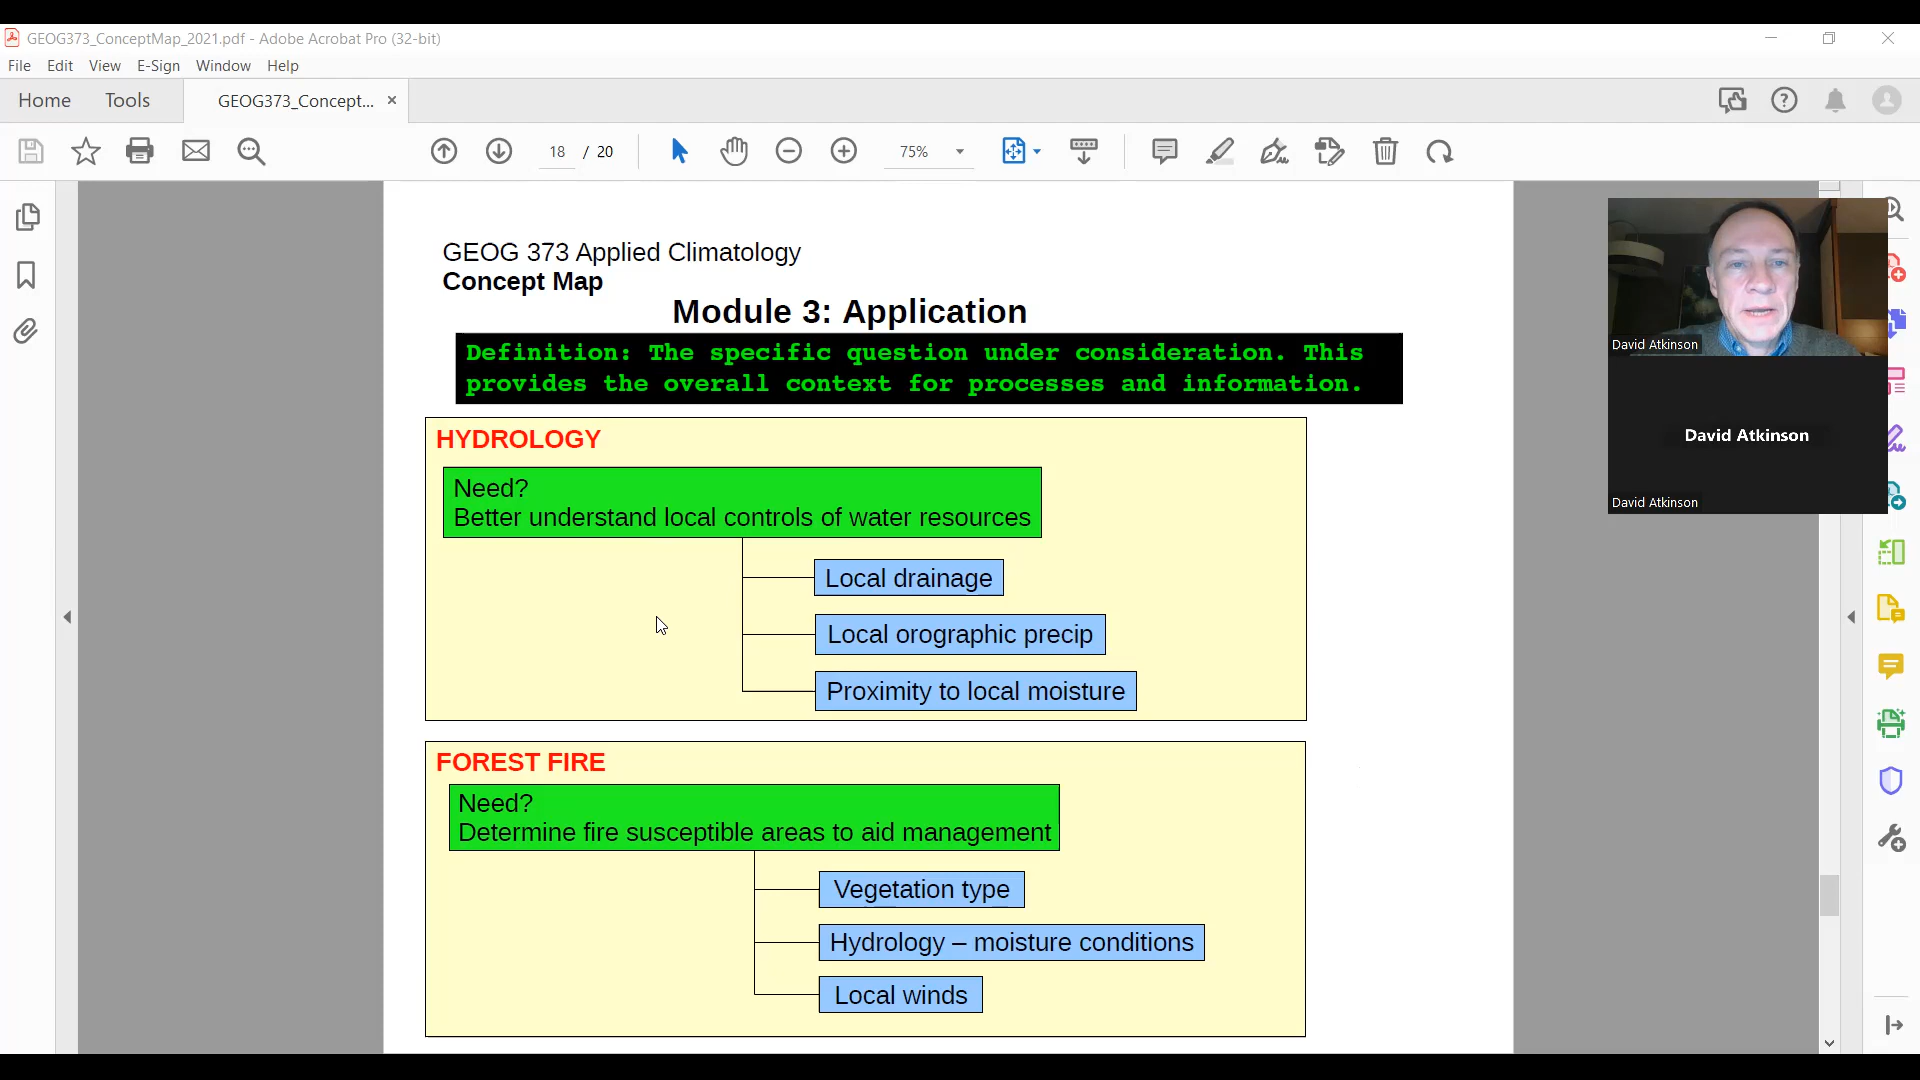 GEOG373_ConceptMap_2021.pdf - Adobe Acrobat Pro (32-bit)
File Edit View E-Sign Window Help
Home Tools GEOG373_Concept... ×
18 / 20 75%
GEOG 373 Applied Climatology
Concept Map
Module 3: Application
Definition: The specific question under consideration. This
provides the overall context for processes and information.
HYDROLOGY
Need?
Better understand local controls of water resources
Local drainage
Local orographic precip
Proximity to local moisture
FOREST FIRE
Need?
Determine fire susceptible areas to aid management
Vegetation type
Hydrology – moisture conditions
Local winds
David Atkinson
David Atkinson
David Atkinson